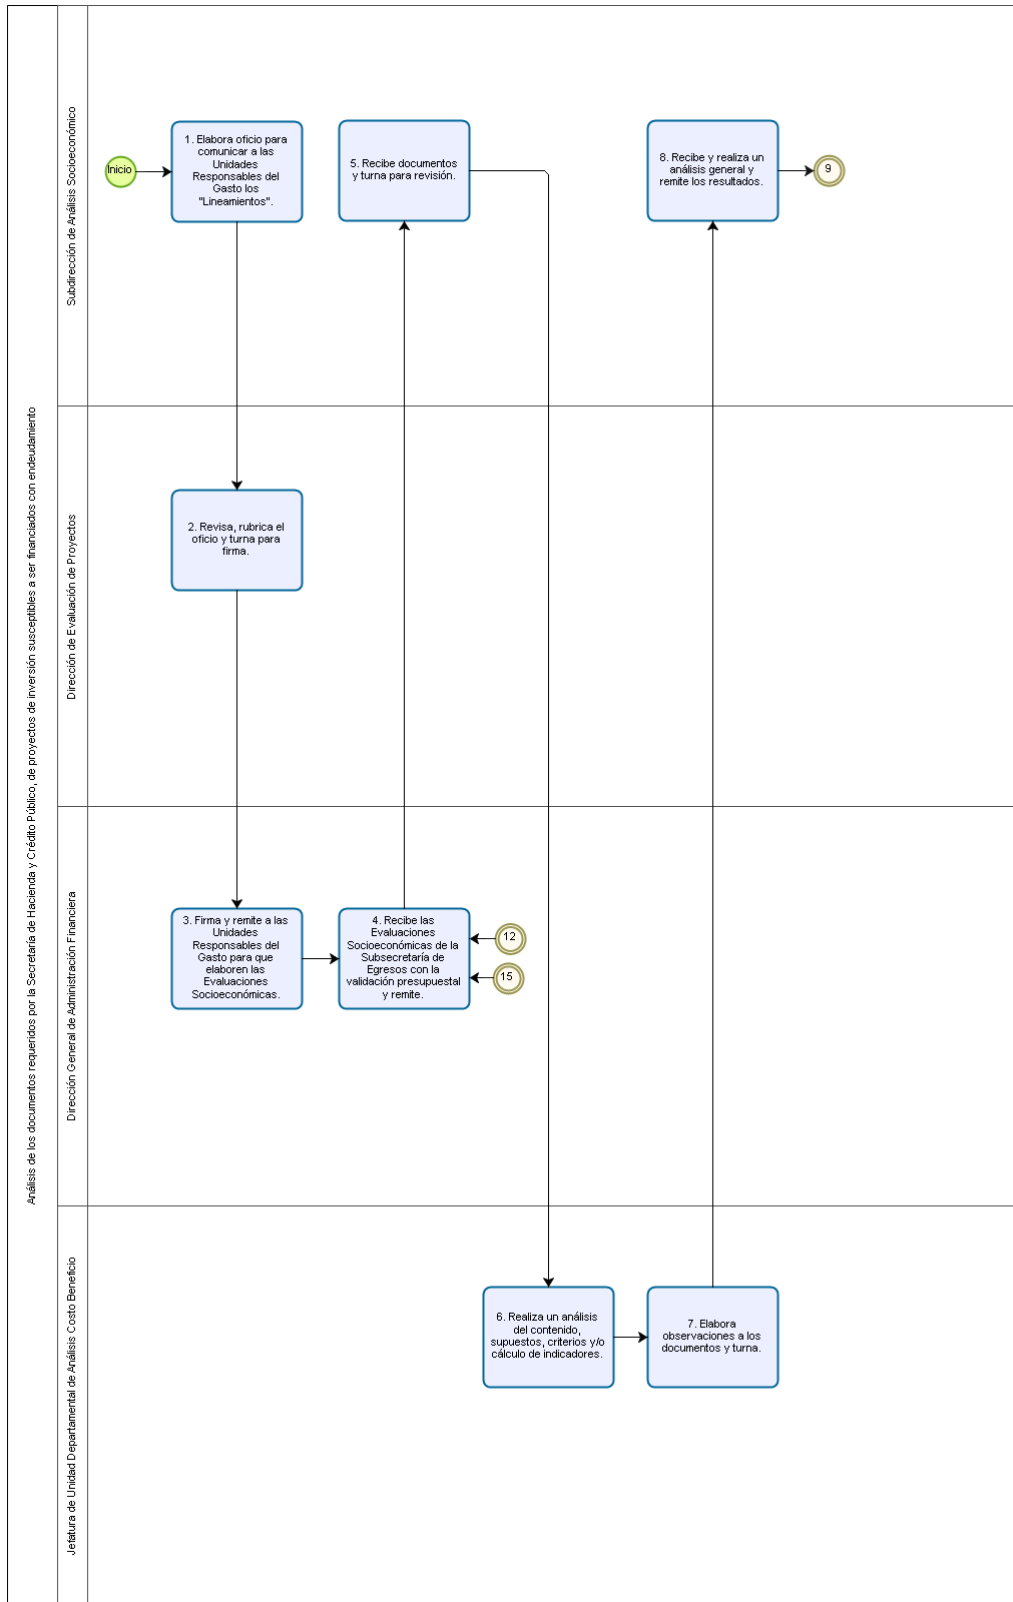 Análisis de los documentos requeridos por la Secretaría de Hacienda y Crédito Público, de proyectos de inversión susceptibles a ser financiados con endeudamiento
Subdirección de Análisis Socioeconómico
Inicio
1. Elabora oficio para
comunicar a las
Unidades
Responsables del
Gasto los
"Lineamientos".
5. Recibe documentos
y turna para revisión.
8. Recibe y realiza un
análisis general y
remite los resultados.
9
Dirección de Evaluación de Proyectos
2. Revisa, rubrica el
oficio y turna para
firma.
Dirección General de Administración Financiera
3. Firma y remite a las
Unidades
Responsables del
Gasto para que
elaboren las
Evaluaciones
Socioeconómicas.
4. Recibe las
Evaluaciones
Socioeconómicas de la
Subsecretaría de
Egresos con la
validación presupuestal
y remite.
12
15
Jefatura de Unidad Departamental de Análisis Costo Beneficio
6. Realiza un análisis
del contenido,
supuestos, criterios y/o
cálculo de indicadores.
7. Elabora
observaciones a los
documentos y turna.